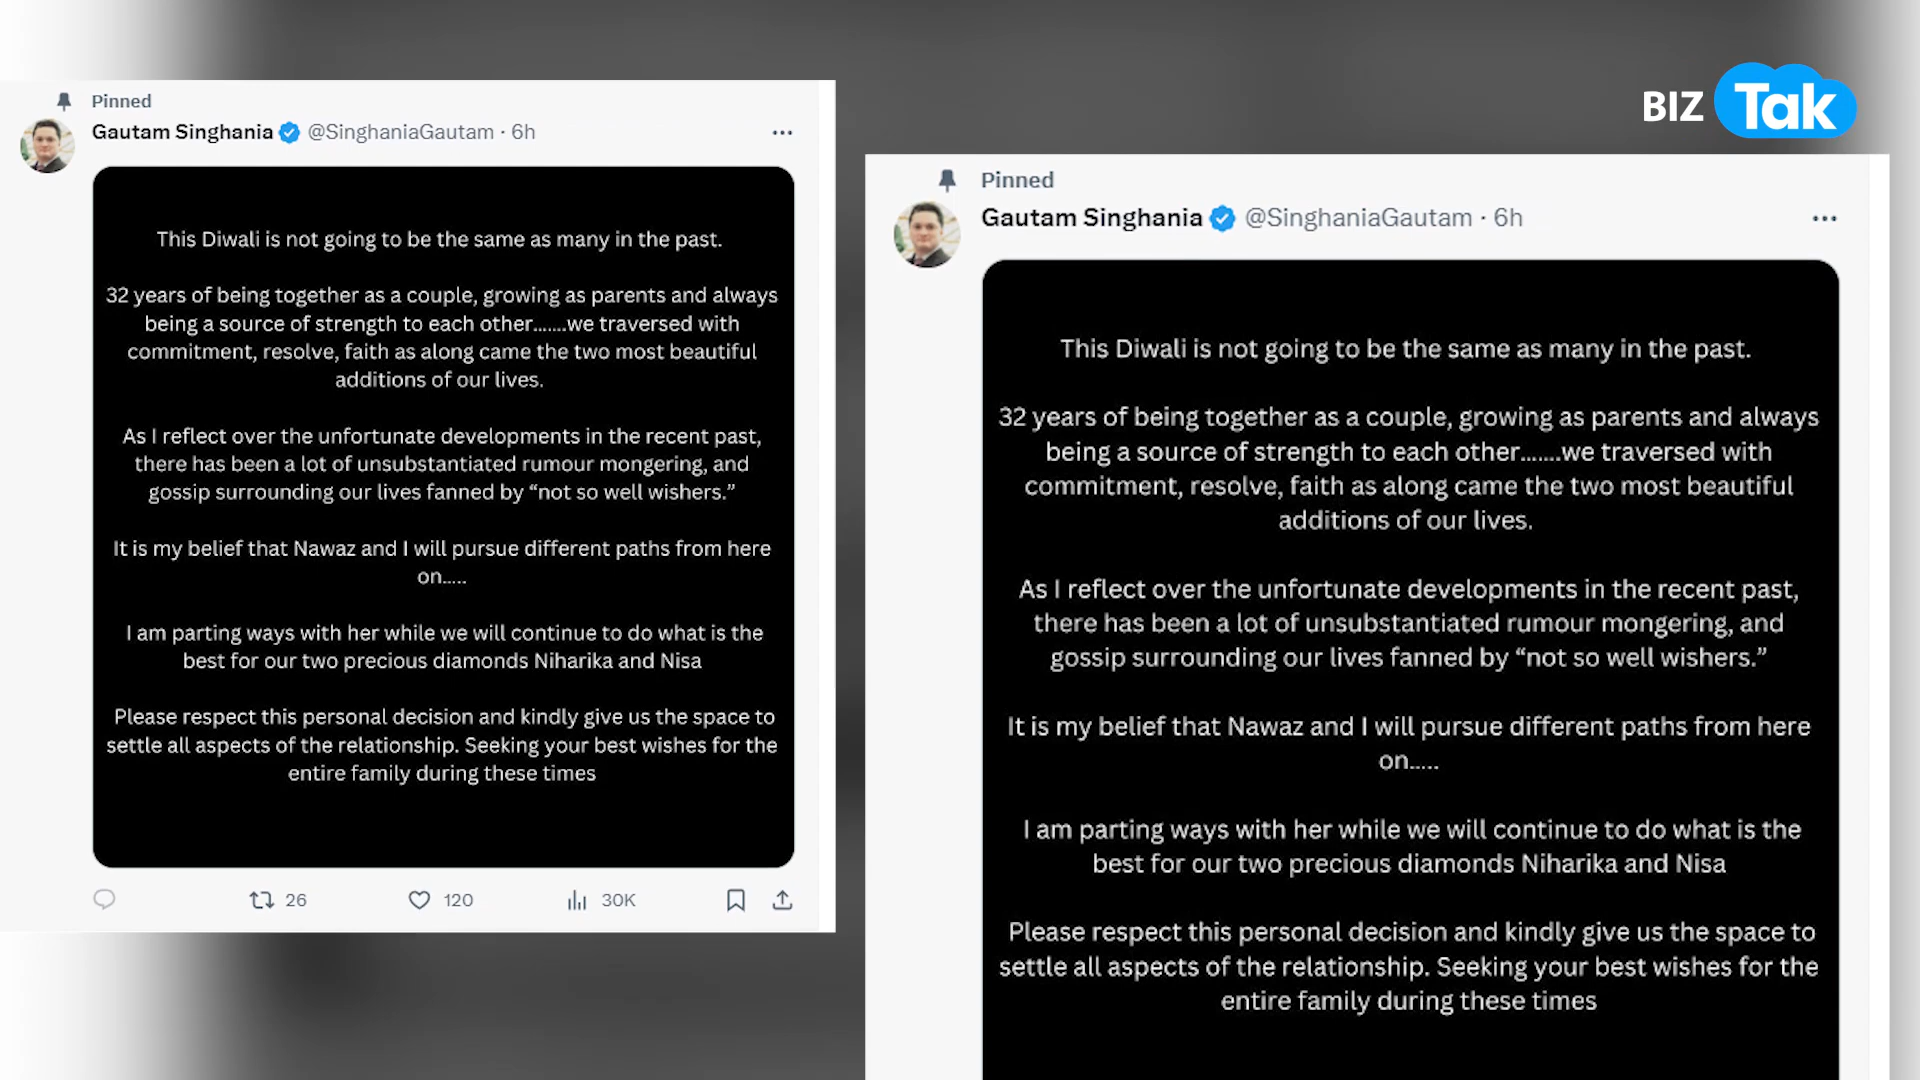 Pinned
Gautam Singhania @SinghaniaGautam · 6h
This Diwali is not going to be the same as many in the past.
32 years of being together as a couple, growing as parents and always
being a source of strength to each other.......we traversed with
commitment, resolve, faith as along came the two most beautiful
additions of our lives.
As I reflect over the unfortunate developments in the recent past,
there has been a lot of unsubstantiated rumour mongering, and
gossip surrounding our lives fanned by “not so well wishers.”
It is my belief that Nawaz and I will pursue different paths from here
on.....
I am parting ways with her while we will continue to do what is the
best for our two precious diamonds Niharika and Nisa
Please respect this personal decision and kindly give us the space to
settle all aspects of the relationship. Seeking your best wishes for the
entire family during these times
26 120 30K
BIZ Tak
Pinned
Gautam Singhania @SinghaniaGautam · 6h
This Diwali is not going to be the same as many in the past.
32 years of being together as a couple, growing as parents and always
being a source of strength to each other.......we traversed with
commitment, resolve, faith as along came the two most beautiful
additions of our lives.
As I reflect over the unfortunate developments in the recent past,
there has been a lot of unsubstantiated rumour mongering, and
gossip surrounding our lives fanned by “not so well wishers.”
It is my belief that Nawaz and I will pursue different paths from here
on.....
I am parting ways with her while we will continue to do what is the
best for our two precious diamonds Niharika and Nisa
Please respect this personal decision and kindly give us the space to
settle all aspects of the relationship. Seeking your best wishes for the
entire family during these times